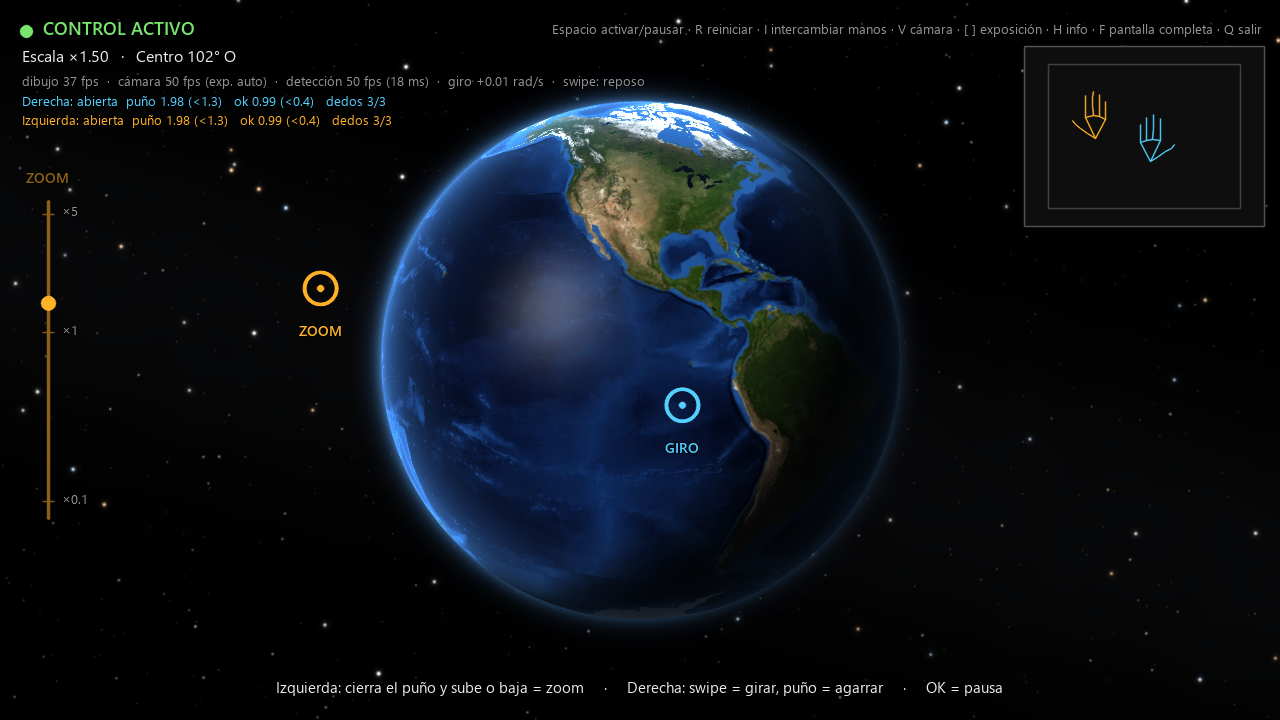 CONTROL ACTIVO
Espacio activar/pausar · R reiniciar · I intercambiar manos · V cámara · [ ] exposición · H info · F pantalla completa · Q salir
Escala ×1.50 · Centro 102° O
dibujo 37 fps · cámara 50 fps (exp. auto) · detección 50 fps (18 ms) · giro +0.01 rad/s · swipe: reposo
Derecha: abierta puño 1.98 (<1.3) ok 0.99 (<0.4) dedos 3/3
Izquierda: abierta puño 1.98 (<1.3) ok 0.99 (<0.4) dedos 3/3
ZOOM
×5
×1
×0.1
ZOOM
GIRO
Izquierda: cierra el puño y sube o baja = zoom · Derecha: swipe = girar, puño = agarrar · OK = pausa